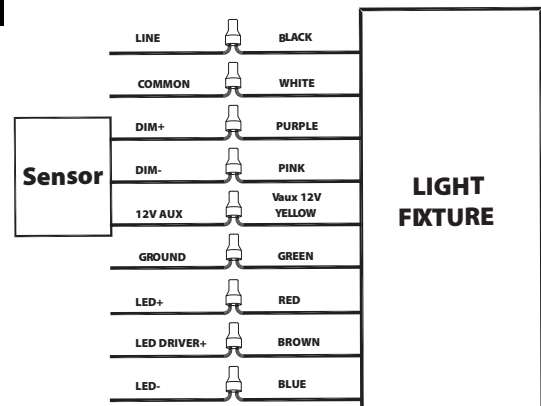 LINE BLACK
COMMON WHITE
DIM+ PURPLE
Sensor
DIM- PINK
LIGHT
FIXTURE
Vaux 12V
12V AUX YELLOW
GROUND GREEN
LED+ RED
LED DRIVER+ BROWN
LED- BLUE